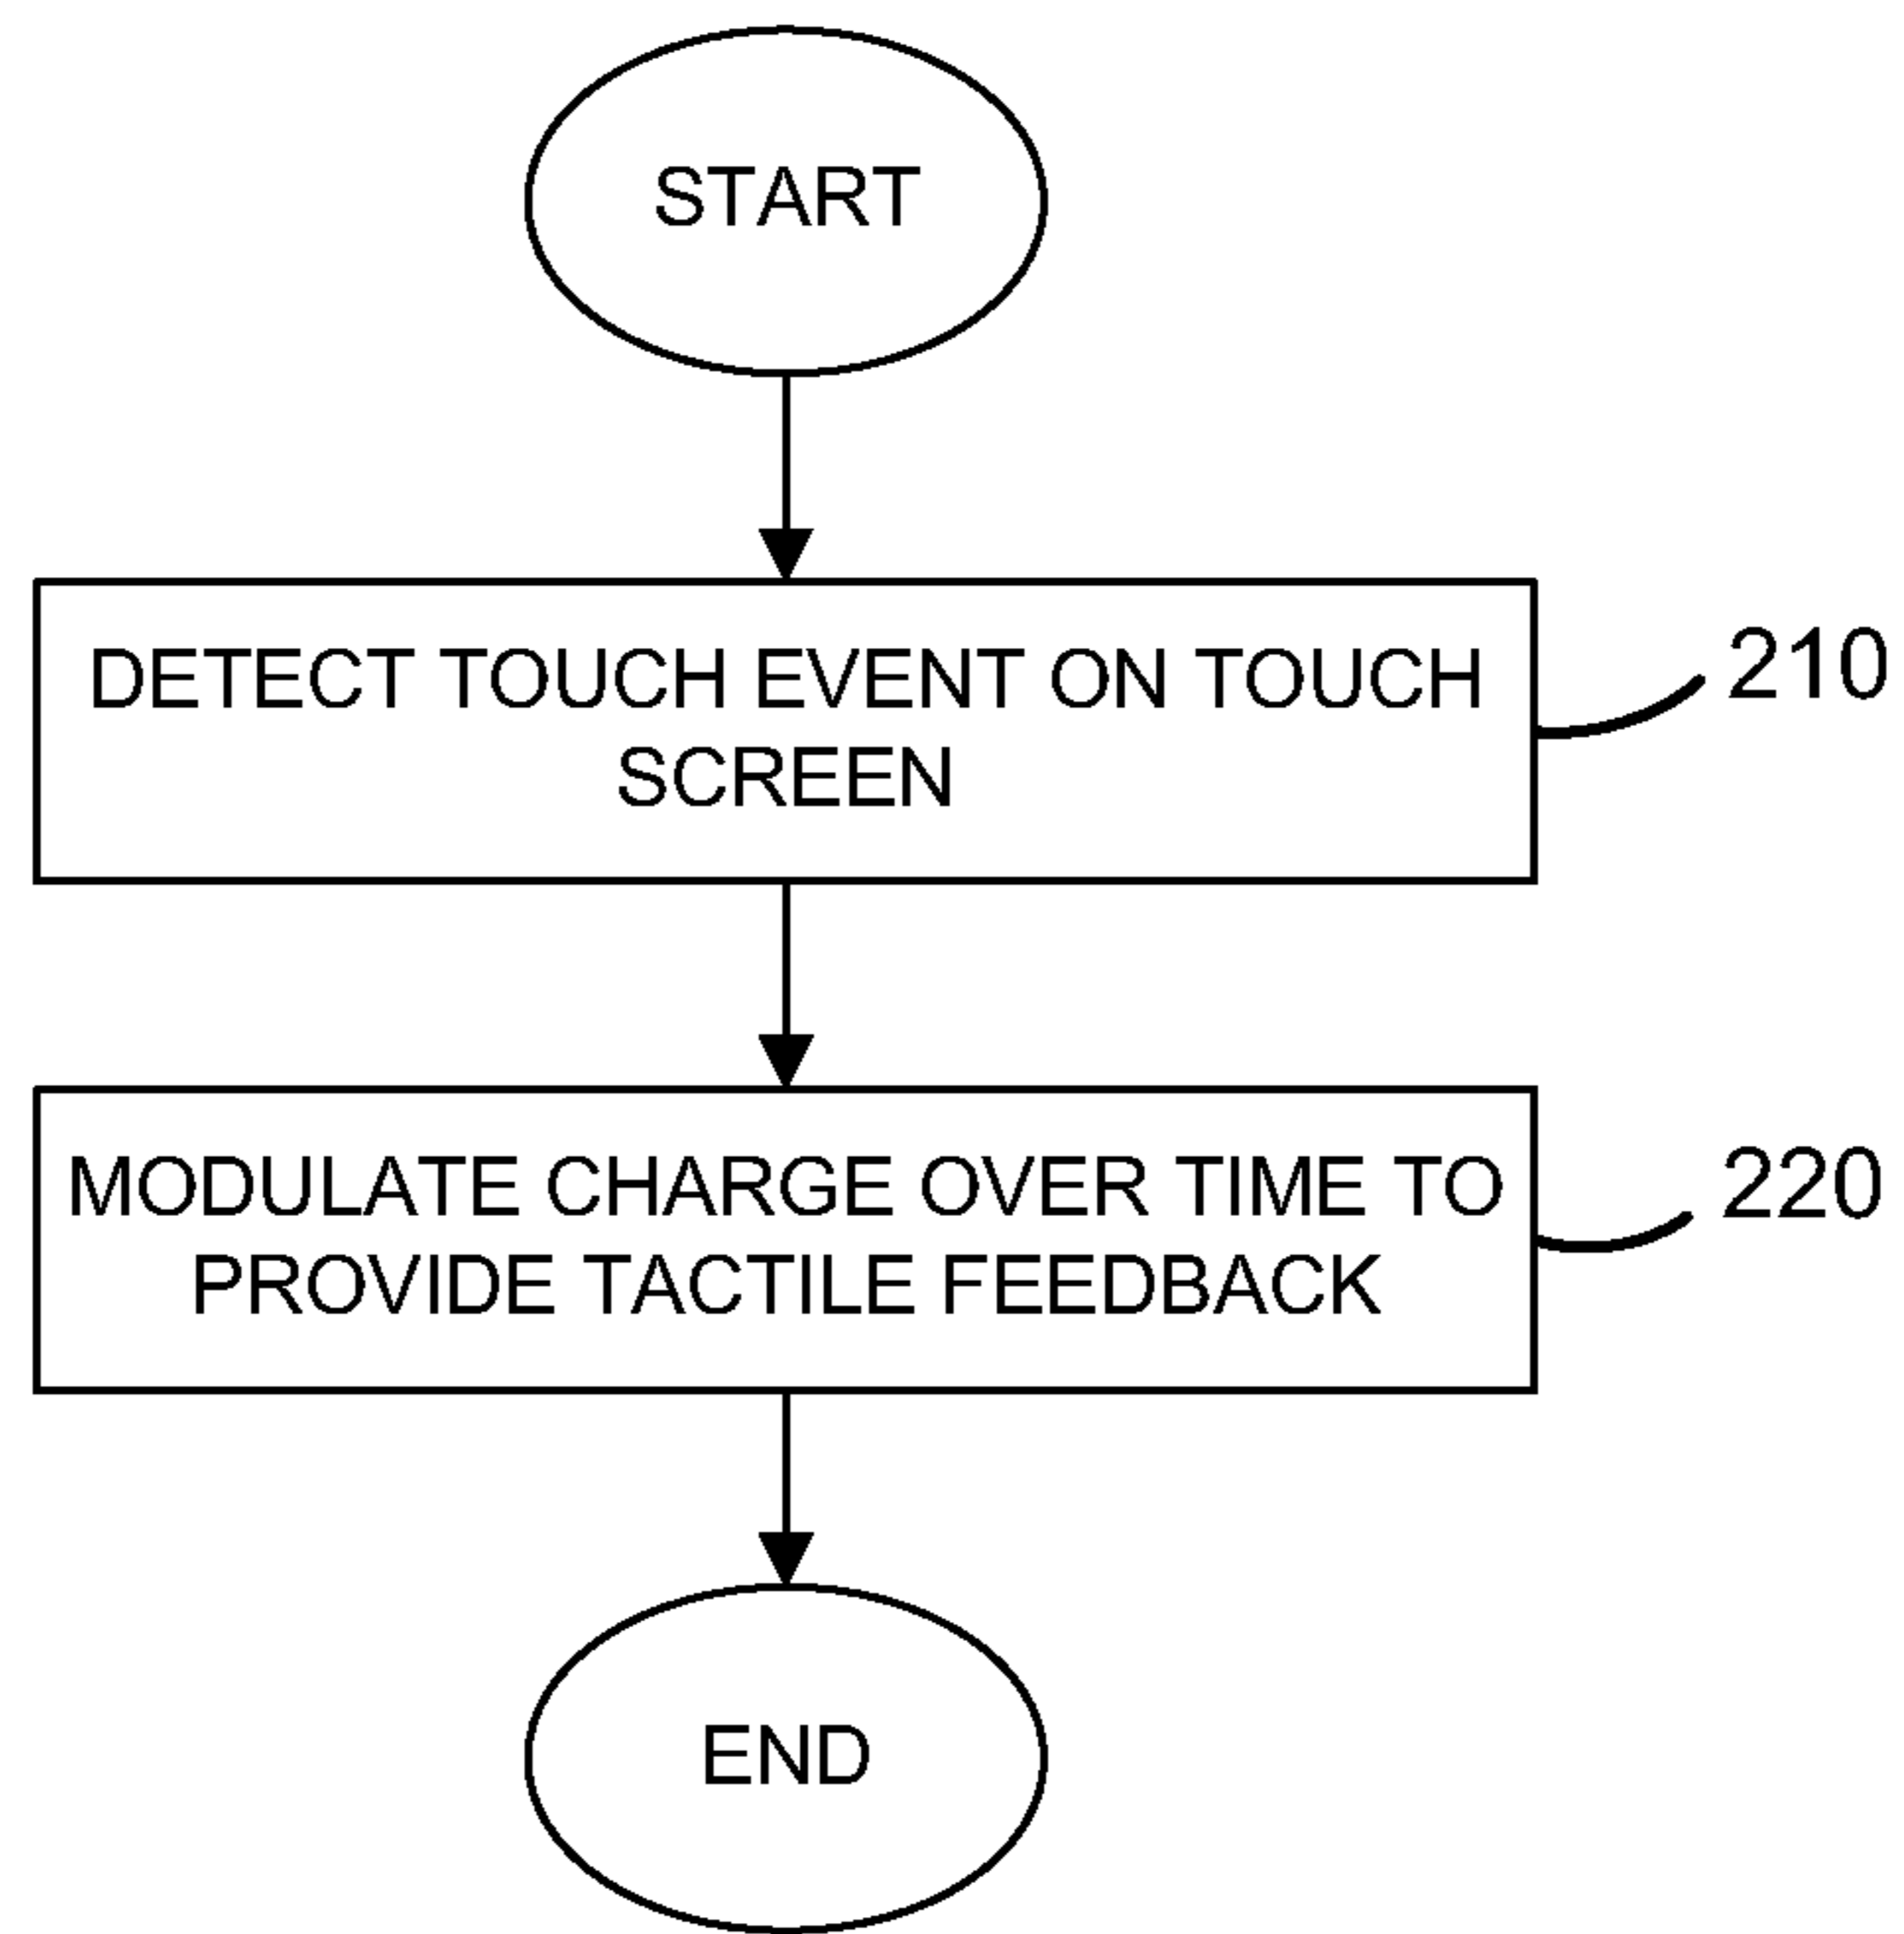 START
DETECT TOUCH EVENT ON TOUCH
SCREEN
210
MODULATE CHARGE OVER TIME TO
PROVIDE TACTILE FEEDBACK
220
END